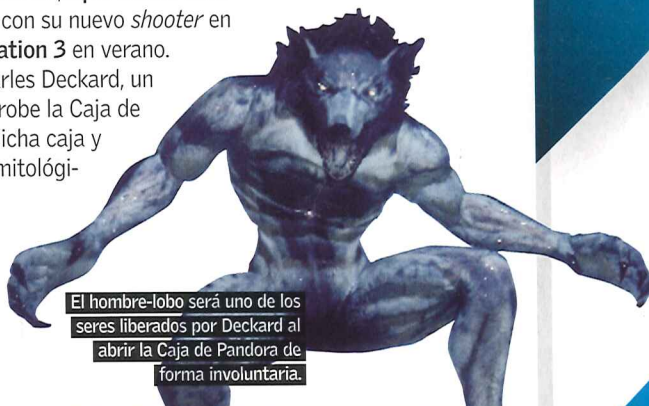 con su nuevo shooter en
ation 3 en verano.
rles Deckard, un
robe la Caja de
icha caja y
mitológi-
El hombre-lobo será uno de los
seres liberados por Deckard al
abrir la Caja de Pandora de
forma involuntaria.